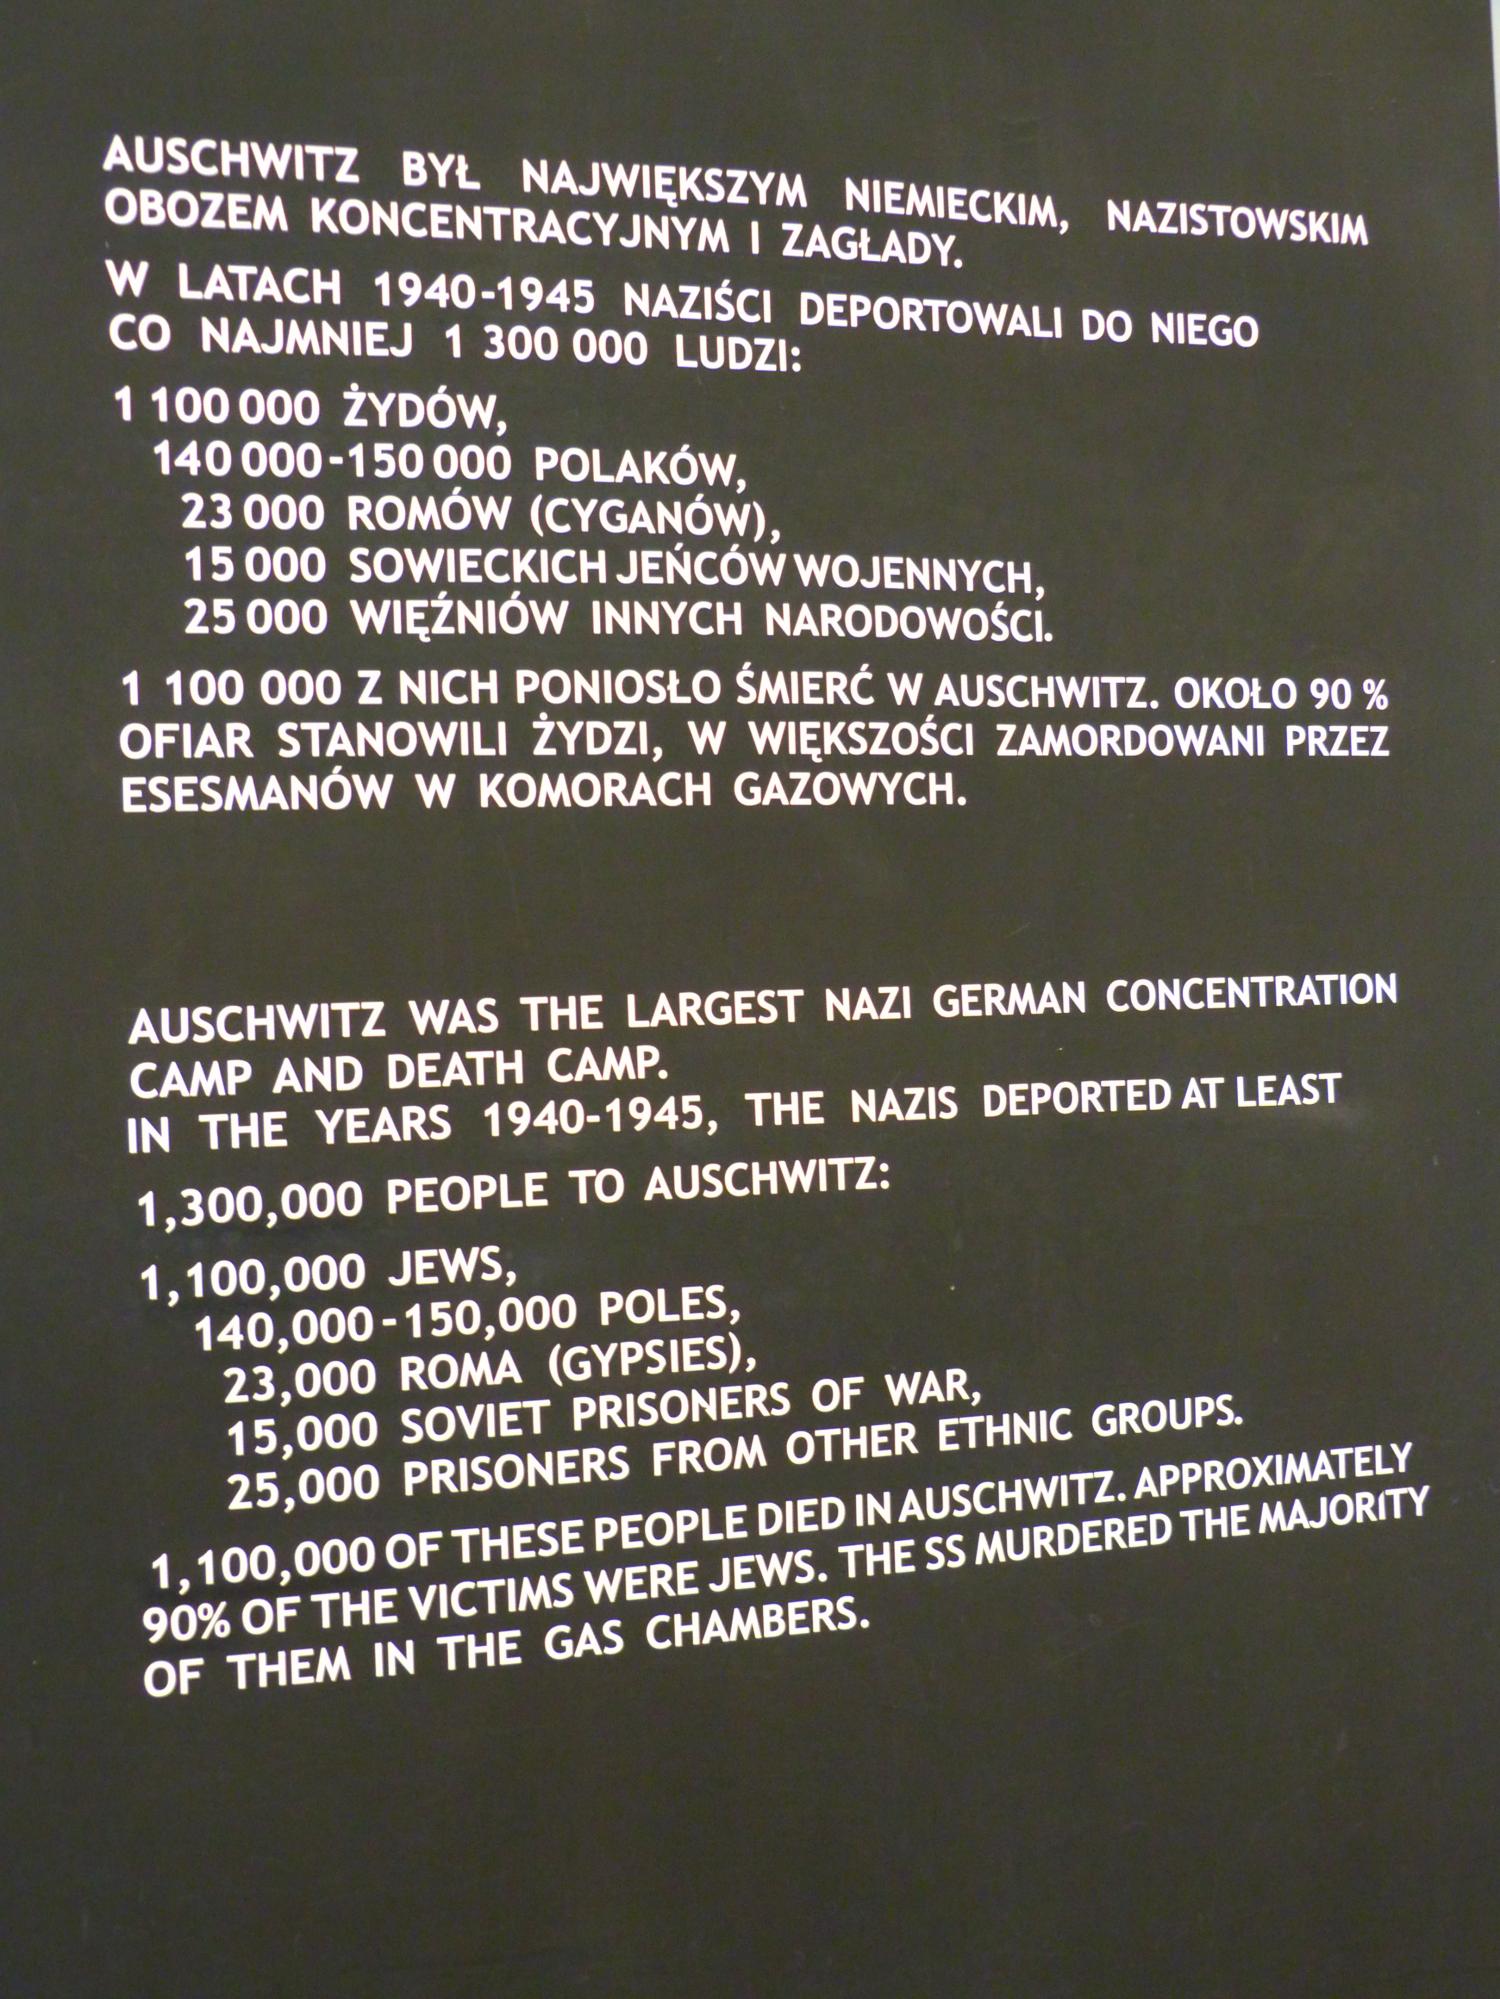 AUSCHWITZ BYŁ NAJWIĘKSZYM NIEMIECKIM, NAZISTOWSKIM
OBOZEM KONCENTRACYJNYM I ZAGŁADY.
W LATACH 1940-1945 NAZIŚCI DEPORTOWALI DO NIEGO
CO NAJMNIEJ 1 300 000 LUDZI:
1 100 000 ŻYDÓW,
140 000-150 000 POLAKÓW,
23 000 ROMÓW (CYGANÓW),
15 000 SOWIECKICH JEŃCÓW WOJENNYCH,
25 000 WIĘŹNIÓW INNYCH NARODOWOŚCI.
1 100 000 Z NICH PONIOSŁO ŚMIERĆ W AUSCHWITZ. OKOŁO 90 %
OFIAR STANOWILI ŻYDZI, W WIĘKSZOŚCI ZAMORDOWANI PRZEZ
ESESMANÓW W KOMORACH GAZOWYCH.
AUSCHWITZ WAS THE LARGEST NAZI GERMAN CONCENTRATION
CAMP AND DEATH CAMP.
IN THE YEARS 1940-1945, THE NAZIS DEPORTED AT LEAST
1,300,000 PEOPLE TO AUSCHWITZ:
1,100,000 JEWS,
140,000-150,000 POLES,
23,000 ROMA (GYPSIES),
15,000 SOVIET PRISONERS OF WAR,
25,000 PRISONERS FROM OTHER ETHNIC GROUPS.
1,100,000 OF THESE PEOPLE DIED IN AUSCHWITZ. APPROXIMATELY
90% OF THE VICTIMS WERE JEWS. THE SS MURDERED THE MAJORITY
OF THEM IN THE GAS CHAMBERS.